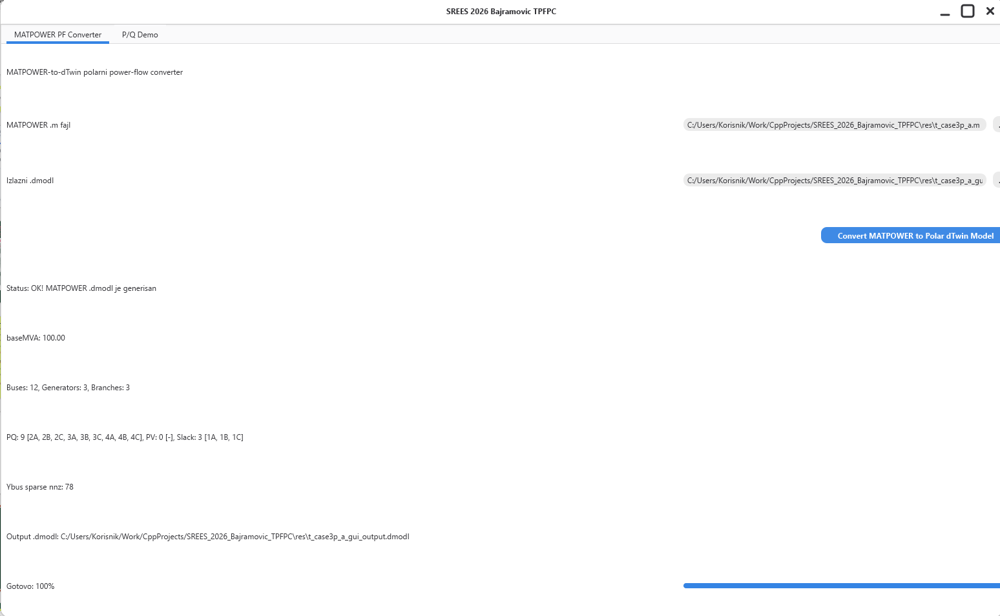 SREES 2026 Bajramovic TPFPC
MATPOWER PF Converter
P/Q Demo
MATPOWER-to-dTwin polarni power-flow converter
MATPOWER .m fajl
C:/Users/Korisnik/Work/CppProjects/SREES_2026_Bajramovic_TPFPC\res\t_case3p_a.m
Izlazni .dmodl
C:/Users/Korisnik/Work/CppProjects/SREES_2026_Bajramovic_TPFPC\res\t_case3p_a_gu
Convert MATPOWER to Polar dTwin Model
Status: OK! MATPOWER .dmodl je generisan
baseMVA: 100.00
Buses: 12, Generators: 3, Branches: 3
PQ: 9 [2A, 2B, 2C, 3A, 3B, 3C, 4A, 4B, 4C], PV: 0 [-], Slack: 3 [1A, 1B, 1C]
Ybus sparse nnz: 78
Output .dmodl: C:/Users/Korisnik/Work/CppProjects/SREES_2026_Bajramovic_TPFPC\res\t_case3p_a_gui_output.dmodl
Gotovo: 100%